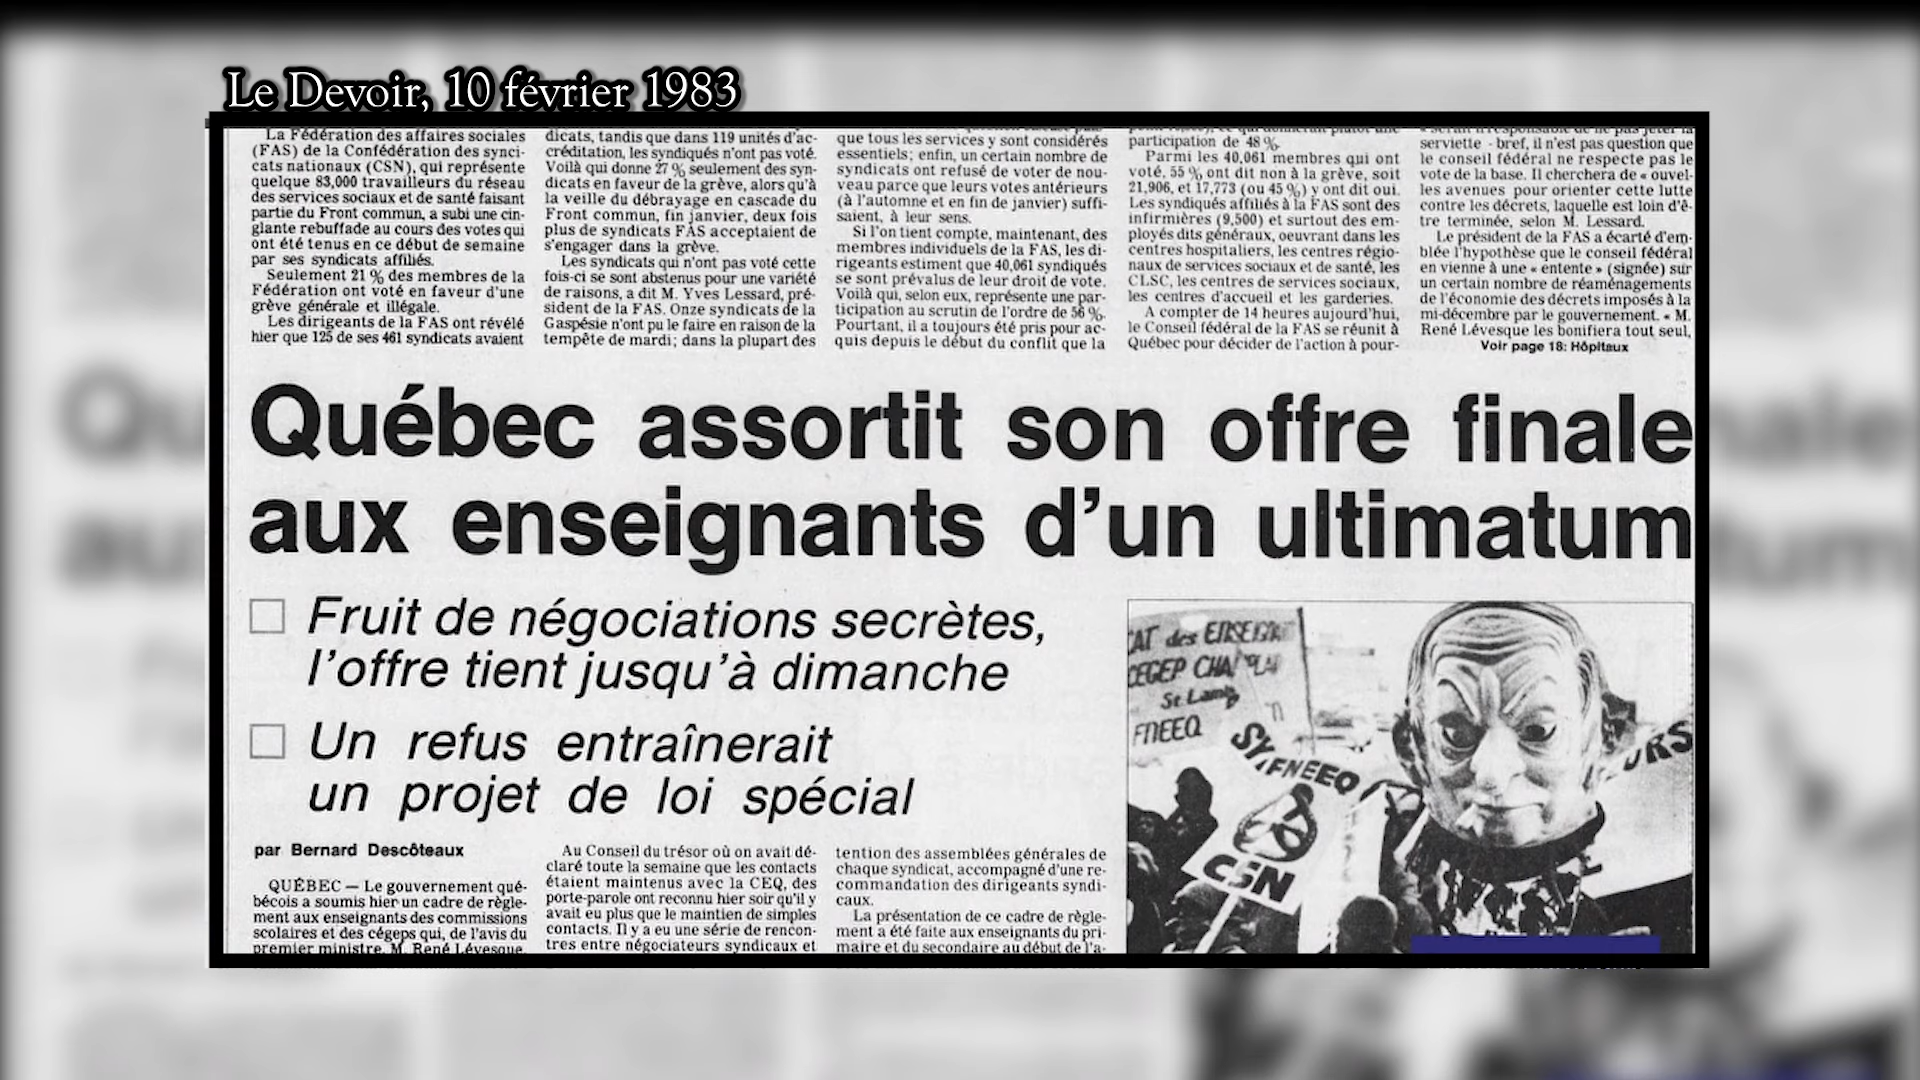 Le Devoir, 10 février 1983
La Fédération des affaires sociales
(FAS) de la Confédération des syndi-
cats nationaux (CSN), qui représente
quelque 83,000 travailleurs du réseau
des services sociaux et de santé faisant
partie du Front commun, a subi une cin-
glante rebuffade au cours des votes qui
ont été tenus en ce début de semaine
par ses syndicats affiliés.
Seulement 21 % des membres de la
Fédération ont voté en faveur d'une
grève générale et illégale.
Les dirigeants de la FAS ont révélé
hier que 125 de ses 461 syndicats avaient
dicats, tandis que dans 119 unités d'ac-
créditation, les syndiqués n'ont pas voté.
Voilà qui donne 27 % seulement des syn-
dicats en faveur de la grève, alors qu'à
la veille du débrayage en cascade du
Front commun, fin janvier, deux fois
plus de syndicats FAS acceptaient de
s'engager dans la grève.
Les syndicats qui n'ont pas voté cette
fois-ci se sont abstenus pour une variété
de raisons, a dit M. Yves Lessard, pré-
sident de la FAS. Onze syndicats de la
Gaspésie n'ont pu le faire en raison de la
tempête de mardi; dans la plupart des
que tous les services y sont considérés
essentiels; enfin, un certain nombre de
syndicats ont refusé de voter de nou-
veau parce que leurs votes antérieurs
(à l'automne et en fin de janvier) suffi-
saient, à leur sens.
Si l'on tient compte, maintenant, des
membres individuels de la FAS, les di-
rigeants estiment que 40,061 syndiqués
se sont prévalus de leur droit de vote.
Voilà qui, selon eux, représente une par-
ticipation au scrutin de l'ordre de 56 %.
Pourtant, il a toujours été pris pour ac-
quis depuis le début du conflit que la
participation de 48 %.
Parmi les 40,061 membres qui ont
voté, 55 % ont dit non à la grève, soit
21,906, et 17,773 (ou 45 %) y ont dit oui.
Les syndiqués affiliés à la FAS sont des
infirmières (9,500) et surtout des em-
ployés dits généraux, oeuvrant dans les
centres hospitaliers, les centres régio-
naux de services sociaux et de santé, les
CLSC, les centres de services sociaux,
les centres d'accueil et les garderies.
A compter de 14 heures aujourd'hui,
le Conseil fédéral de la FAS se réunit à
Québec pour décider de l'action à pour-
« serait irresponsable de ne pas jeter la
serviette - bref, il n'est pas question que
le conseil fédéral ne respecte pas le
vote de la base. Il cherchera de « nouvel-
les avenues pour orienter cette lutte
contre les décrets, laquelle est loin d'ê-
tre terminée, selon M. Lessard.
Le président de la FAS a écarté d'em-
blée l'hypothèse que le conseil fédéral
en vienne à une « entente » (signée) sur
un certain nombre de réaménagements
de l'économie des décrets imposés à la
mi-décembre par le gouvernement. « M.
René Lévesque les bonifiera tout seul,
Voir page 18: Hôpitaux
Québec assortit son offre finale
aux enseignants d'un ultimatum
Fruit de négociations secrètes,
l'offre tient jusqu'à dimanche
Un refus entraînerait
un projet de loi spécial
par Bernard Descôteaux
QUÉBEC — Le gouvernement qué-
bécois a soumis hier un cadre de règle-
ment aux enseignants des commissions
scolaires et des cégeps qui, de l'avis du
premier ministre, M. René Lévesque,
Au Conseil du trésor où on avait dé-
claré toute la semaine que les contacts
étaient maintenus avec la CEQ, des
porte-parole ont reconnu hier soir qu'il y
avait eu plus que le maintien de simples
contacts. Il y a eu une série de rencon-
tres entre négociateurs syndicaux et
tention des assemblées générales de
chaque syndicat, accompagné d'une re-
commandation des dirigeants syndi-
caux.
La présentation de ce cadre de règle-
ment a été faite aux enseignants du pri-
maire et du secondaire au début de l'a-
CAT des ENSEIGN
CEGEP CHAMPLAI
St Lamb
FNEEQ
SY
FNEEQ
CSN
URS